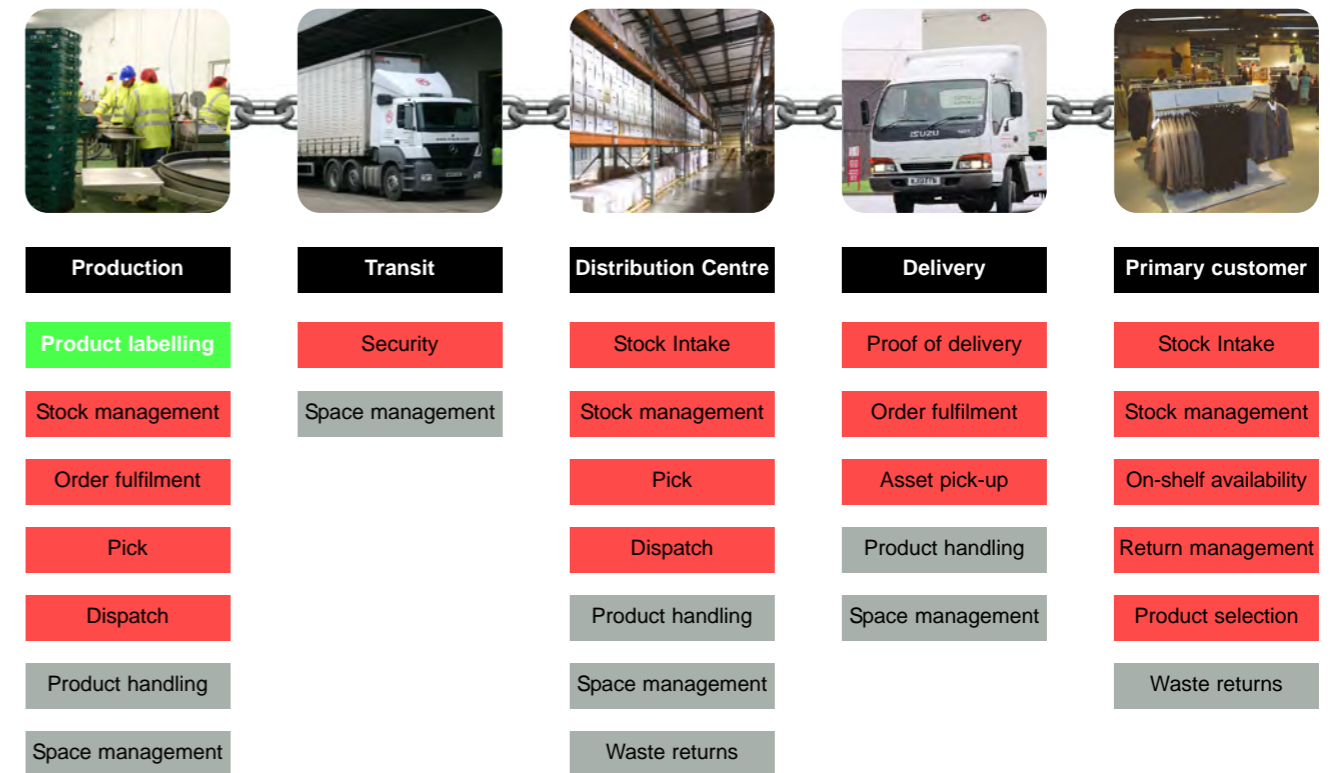 ISUZU
Production
Transit
Distribution Centre
Delivery
Primary customer
Product labelling
Security
Stock Intake
Proof of delivery
Stock Intake
Stock management
Space management
Stock management
Order fulfilment
Stock management
Order fulfilment
Pick
Asset pick-up
On-shelf availability
Pick
Dispatch
Product handling
Return management
Dispatch
Product handling
Space management
Product selection
Product handling
Space management
Waste returns
Space management
Waste returns